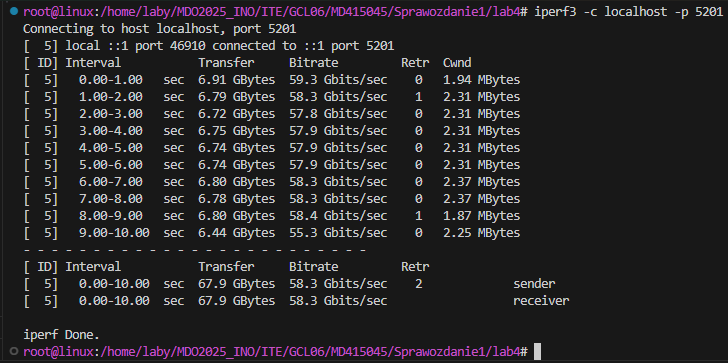 root@linux:/home/laby/MDO2025_INO/ITE/GCL06/MD415045/Sprawozdanie1/lab4# iperf3 -c localhost -p 5201
Connecting to host localhost, port 5201
[  5] local ::1 port 46910 connected to ::1 port 5201
[ ID] Interval           Transfer     Bitrate         Retr  Cwnd
[  5]   0.00-1.00   sec  6.91 GBytes  59.3 Gbits/sec    0   1.94 MBytes
[  5]   1.00-2.00   sec  6.79 GBytes  58.3 Gbits/sec    1   2.31 MBytes
[  5]   2.00-3.00   sec  6.72 GBytes  57.8 Gbits/sec    0   2.31 MBytes
[  5]   3.00-4.00   sec  6.75 GBytes  57.9 Gbits/sec    0   2.31 MBytes
[  5]   4.00-5.00   sec  6.74 GBytes  57.9 Gbits/sec    0   2.31 MBytes
[  5]   5.00-6.00   sec  6.74 GBytes  57.9 Gbits/sec    0   2.31 MBytes
[  5]   6.00-7.00   sec  6.80 GBytes  58.3 Gbits/sec    0   2.37 MBytes
[  5]   7.00-8.00   sec  6.78 GBytes  58.3 Gbits/sec    0   2.37 MBytes
[  5]   8.00-9.00   sec  6.80 GBytes  58.4 Gbits/sec    1   1.87 MBytes
[  5]   9.00-10.00  sec  6.44 GBytes  55.3 Gbits/sec    0   2.25 MBytes
- - - - - - - - - - - - - - - - - - - - - - - - -
[ ID] Interval           Transfer     Bitrate         Retr
[  5]   0.00-10.00  sec  67.9 GBytes  58.3 Gbits/sec    2             sender
[  5]   0.00-10.00  sec  67.9 GBytes  58.3 Gbits/sec                  receiver
iperf Done.
root@linux:/home/laby/MDO2025_INO/ITE/GCL06/MD415045/Sprawozdanie1/lab4#